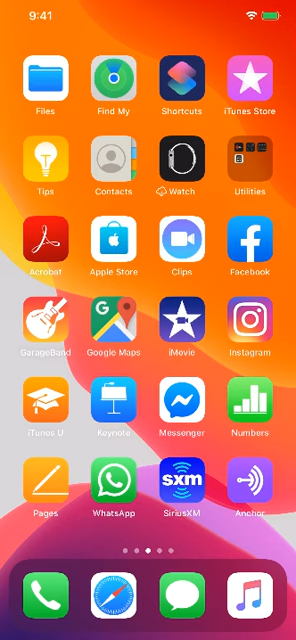 9:41
Files Find My Shortcuts iTunes Store
Tips Contacts Watch Utilities
Acrobat Apple Store Clips Facebook
G
GarageBand Google Maps iMovie Instagram
iTunes U Keynote Messenger Numbers
sxm
Pages WhatsApp SiriusXM Anchor